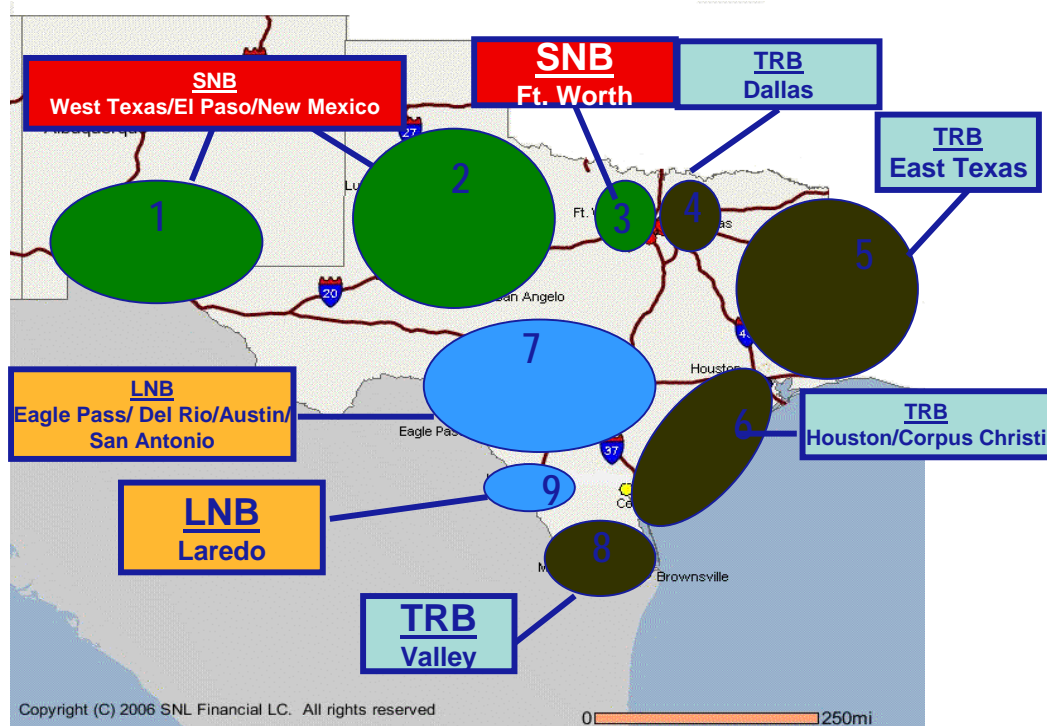 SNB
West Texas/El Paso/New Mexico
SNB
Ft. Worth
TRB
Dallas
TRB
East Texas
27
1
2
3
4
5
Ft.
20
San Angelo
7
Houston
LNB
Eagle Pass/ Del Rio/Austin/
San Antonio
Eagle Pas
37
6
TRB
Houston/Corpus Christi
9
LNB
Laredo
8
Brownsville
TRB
Valley
Copyright (C) 2006 SNL Financial LC. All rights reserved
0
250mi